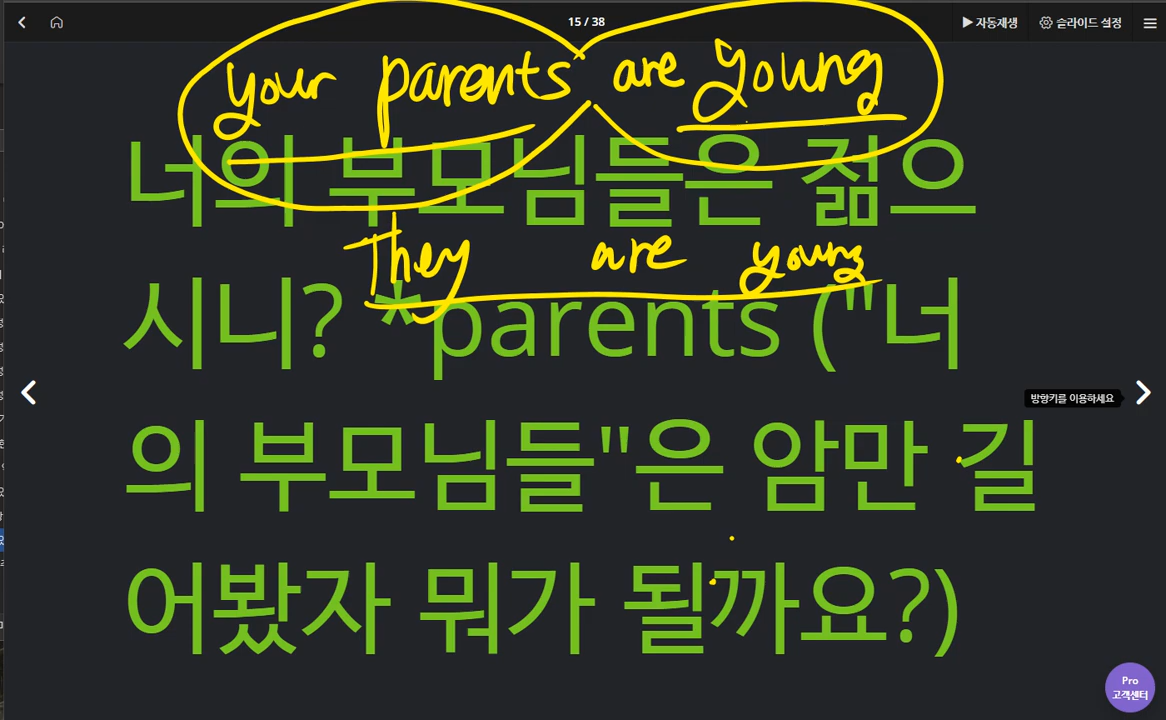 15 / 38
▶ 자동재생
슬라이드 설정
your parents are young
너의 부모님들은 젊으
They are young
시니? *parents ("너
방향키를 이용하세요
의 부모님들"은 암만 길
어봤자 뭐가 될까요?)
Pro
고객센터